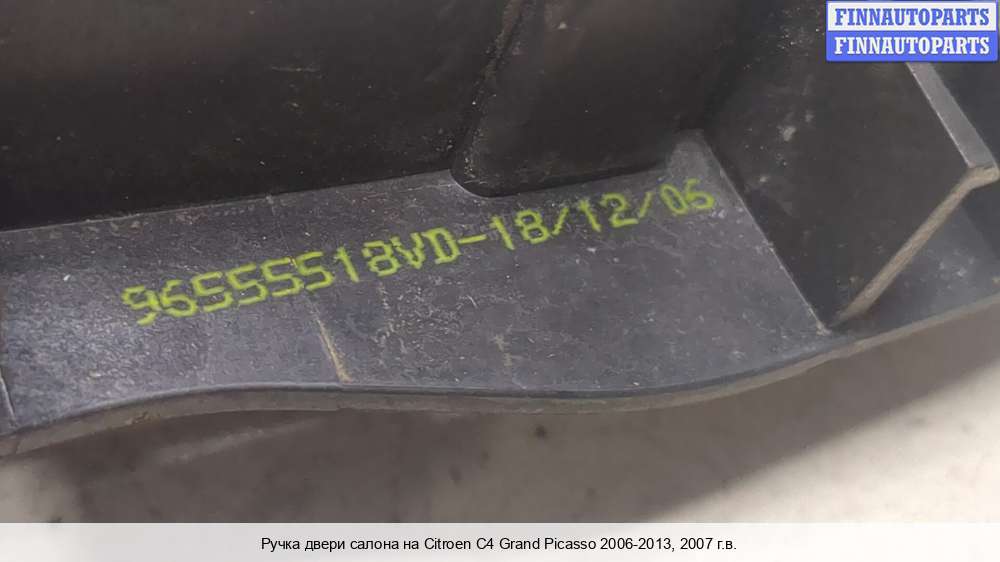 FINNAUTOPARTS
FINNAUTOPARTS
96555518VD-18/12/06
Ручка двери салона на Citroen C4 Grand Picasso 2006-2013, 2007 г.в.